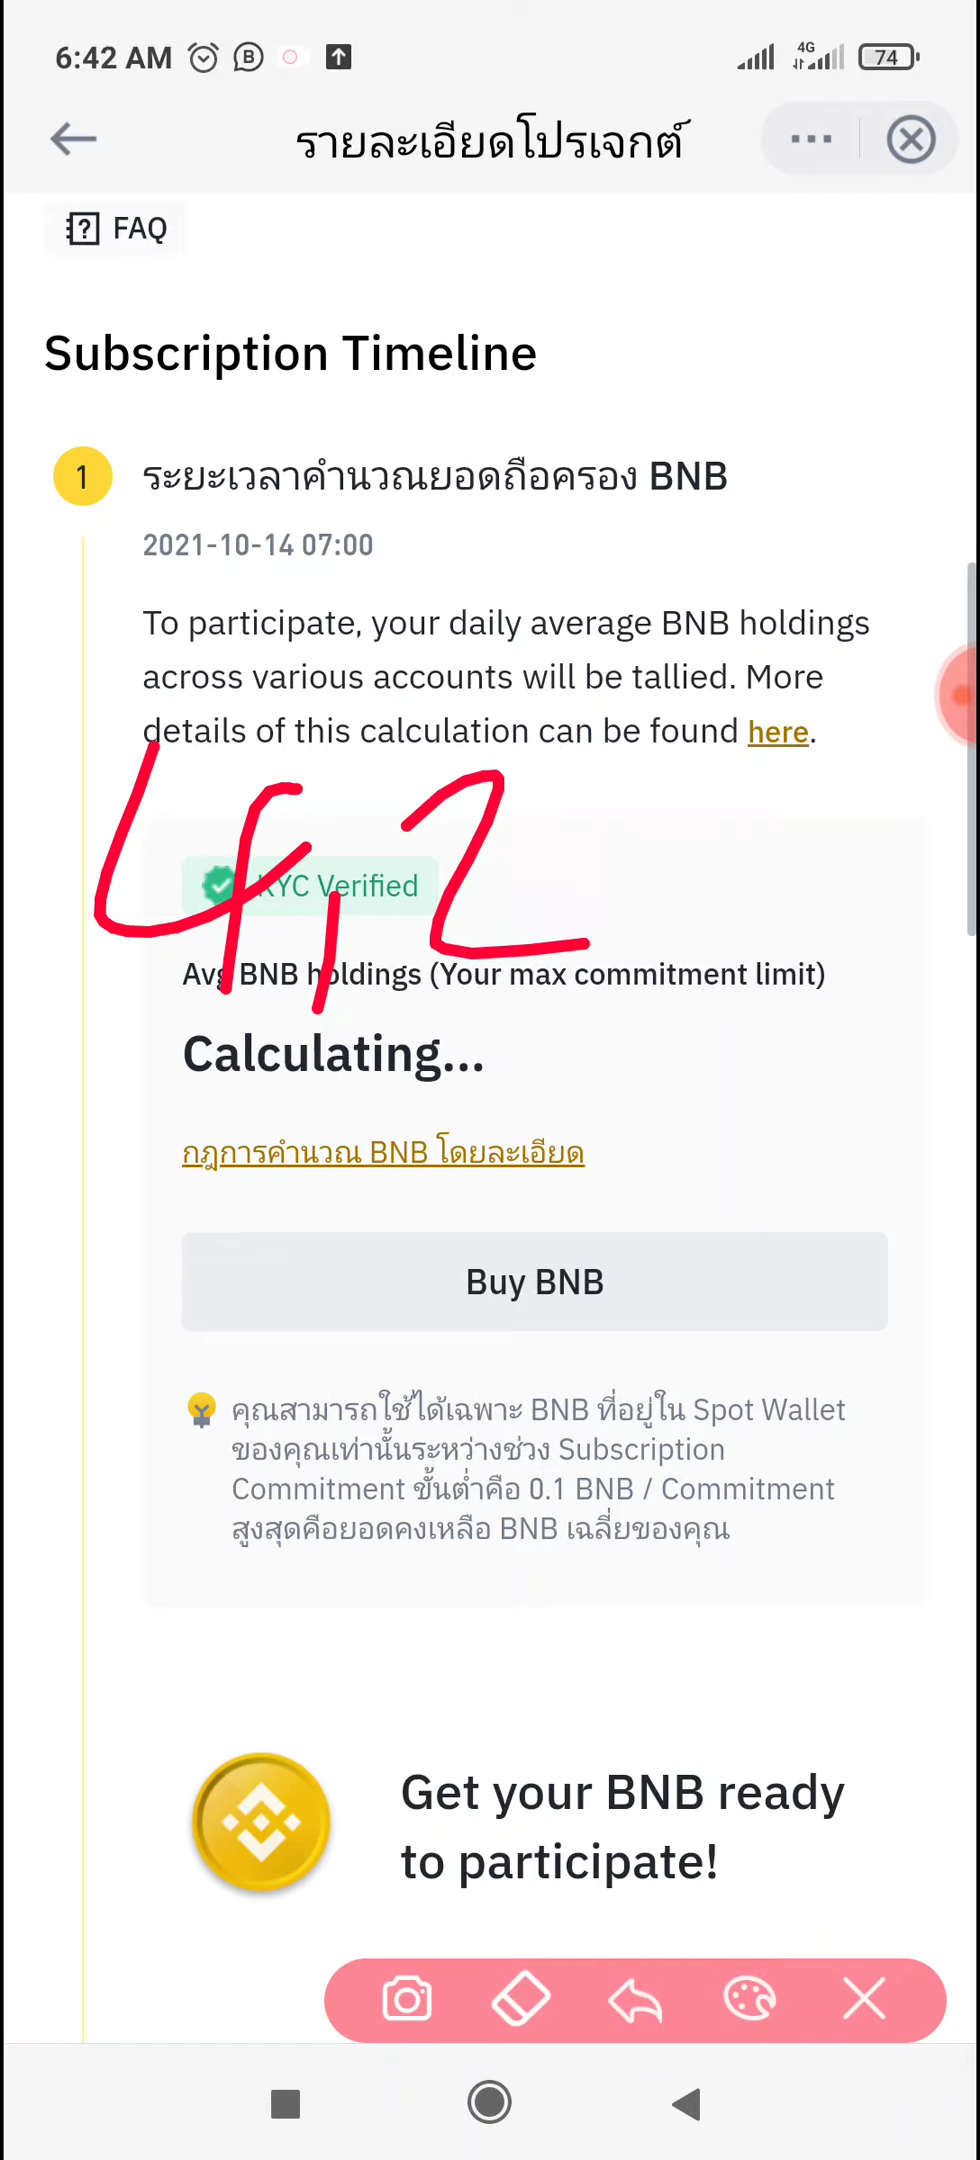 6:42 AM
4G
74
รายละเอียดโปรเจกต์
FAQ
Subscription Timeline
1
ระยะเวลาคำนวณยอดถือครอง BNB
2021-10-14 07:00
To participate, your daily average BNB holdings
across various accounts will be tallied. More
details of this calculation can be found here.
4,2
KYC Verified
Avg BNB holdings (Your max commitment limit)
Calculating...
กฎการคำนวณ BNB โดยละเอียด
Buy BNB
คุณสามารถใช้ได้เฉพาะ BNB ที่อยู่ใน Spot Wallet
ของคุณเท่านั้นระหว่างช่วง Subscription
Commitment ขั้นต่ำคือ 0.1 BNB / Commitment
สูงสุดคือยอดคงเหลือ BNB เฉลี่ยของคุณ
Get your BNB ready
to participate!